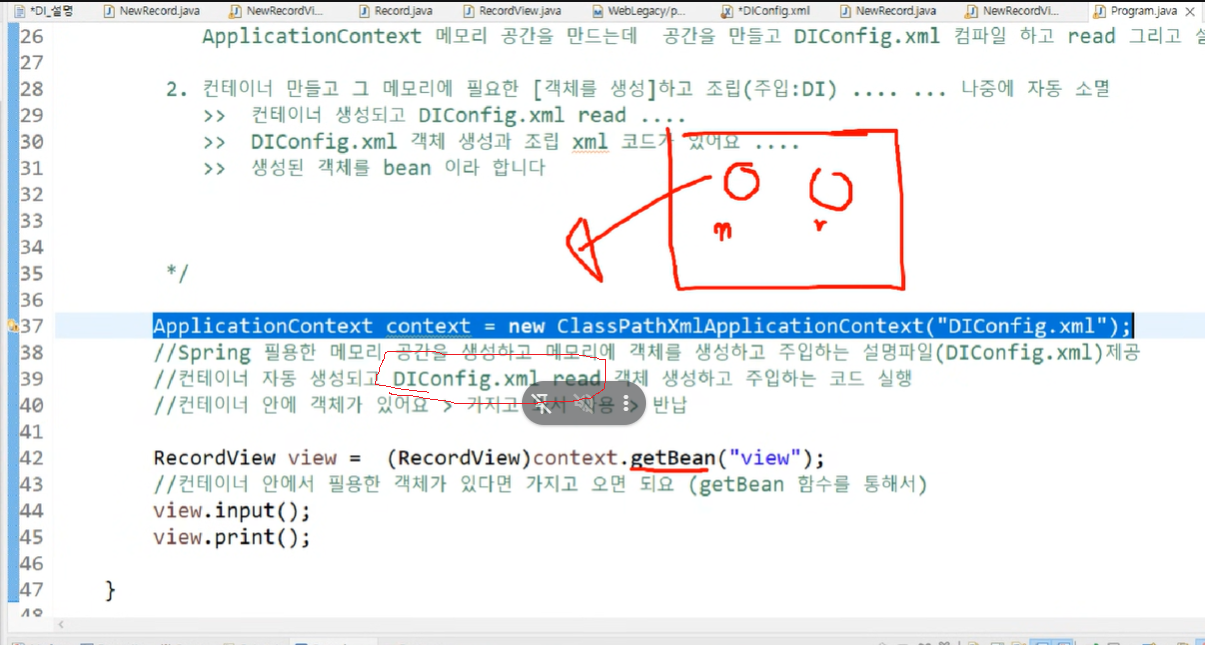 *DI_설명 NewRecord.java NewRecordVi... Record.java RecordView.java WebLegacy/p... *DIConfig.xml NewRecord.java NewRecordVi... Program.java
26 ApplicationContext 메모리 공간을 만드는데 공간을 만들고 DIConfig.xml 컴파일 하고 read 그리고
27
28 2. 컨테이너 만들고 그 메모리에 필요한 [객체를 생성]하고 조립(주입:DI) .... ... 나중에 자동 소멸
29 >> 컨테이너 생성되고 DIConfig.xml read ....
30 >> DIConfig.xml 객체 생성과 조립 xml 코드가 있어요 ....
31 >> 생성된 객체를 bean 이라 합니다
32
n r
33
34
35 */
36
37 ApplicationContext context = new ClassPathXmlApplicationContext("DIConfig.xml");
38 //Spring 필용한 메모리 공간을 생성하고 메모리에 객체를 생성하고 주입하는 설명파일(DIConfig.xml)제공
39 //컨테이너 자동 생성되고 DIConfig.xml read 객체 생성하고 주입하는 코드 실행
40 //컨테이너 안에 객체가 있어요 > 가지고 > 반납
41
42 RecordView view = (RecordView)context.getBean("view");
43 //컨테이너 안에서 필용한 객체가 있다면 가지고 오면 되요 (getBean 함수를 통해서)
44 view.input();
45 view.print();
46
47 }